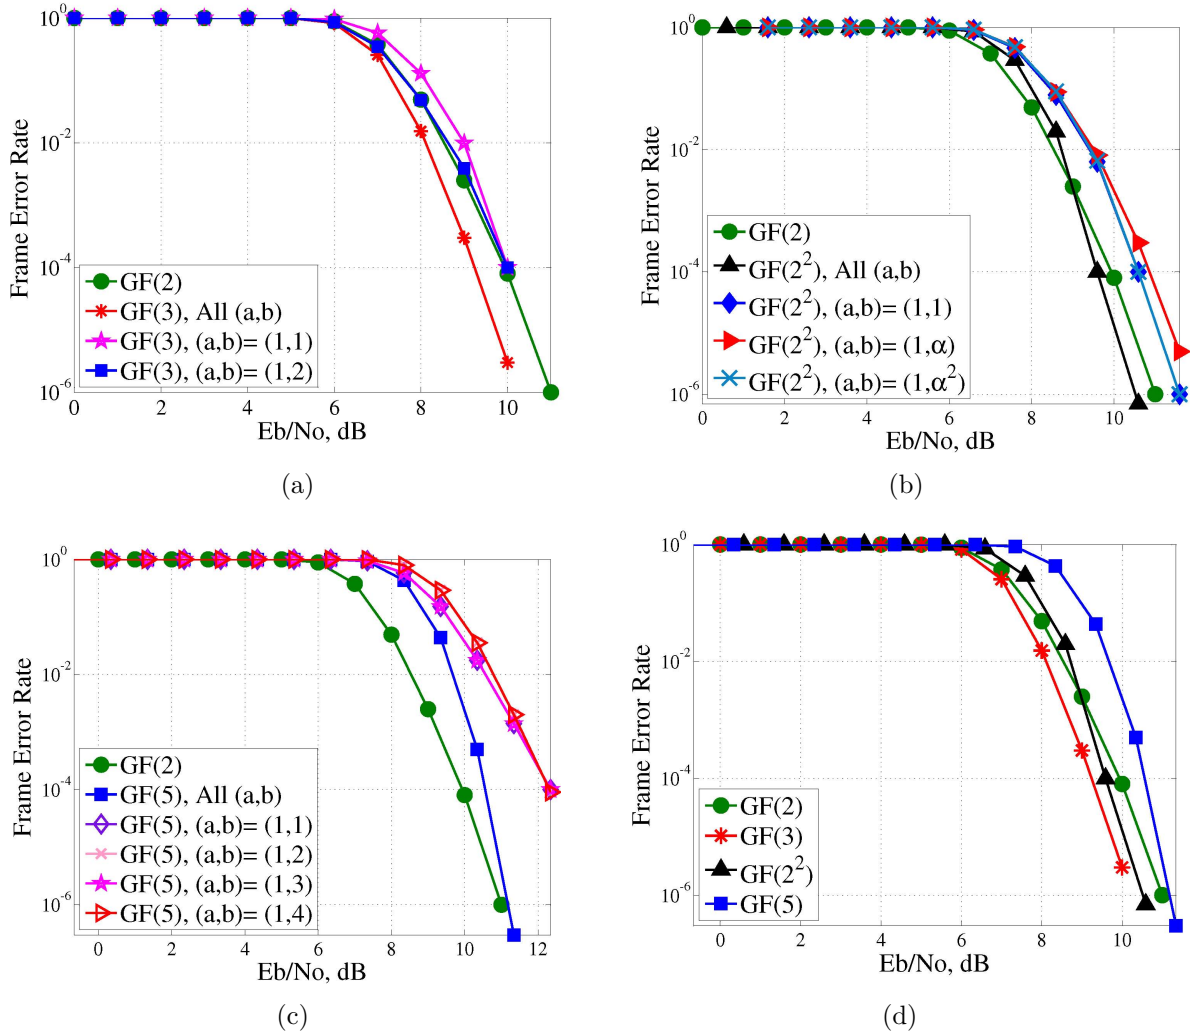 10^0
10^-2
10^-4
10^-6
Frame Error Rate
GF(2)
GF(3), All (a,b)
GF(3), (a,b)= (1,1)
GF(3), (a,b)= (1,2)
0 2 4 6 8 10
Eb/No, dB
(a)
10^0
10^-2
10^-4
10^-6
Frame Error Rate
GF(2)
GF(2^2), All (a,b)
GF(2^2), (a,b)= (1,1)
GF(2^2), (a,b)= (1,α)
GF(2^2), (a,b)= (1,α^2)
0 2 4 6 8 10
Eb/No, dB
(b)
10^0
10^-2
10^-4
10^-6
Frame Error Rate
GF(2)
GF(5), All (a,b)
GF(5), (a,b)= (1,1)
GF(5), (a,b)= (1,2)
GF(5), (a,b)= (1,3)
GF(5), (a,b)= (1,4)
0 2 4 6 8 10 12
Eb/No, dB
(c)
10^0
10^-2
10^-4
10^-6
Frame Error Rate
GF(2)
GF(3)
GF(2^2)
GF(5)
0 2 4 6 8 10
Eb/No, dB
(d)